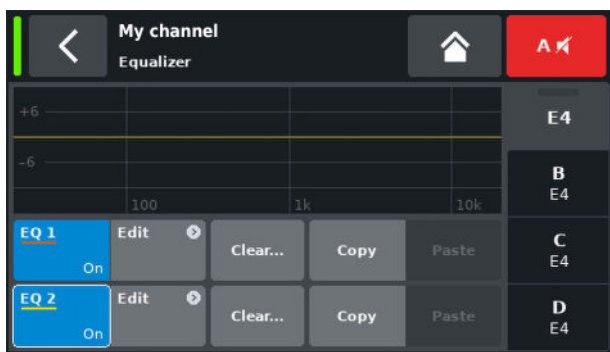 My channel
Equalizer
A
+6
-6
100 1k 10k
E4
B
E4
C
E4
D
E4
EQ 1
On
Edit
Clear...
Copy
Paste
EQ 2
On
Edit
Clear...
Copy
Paste